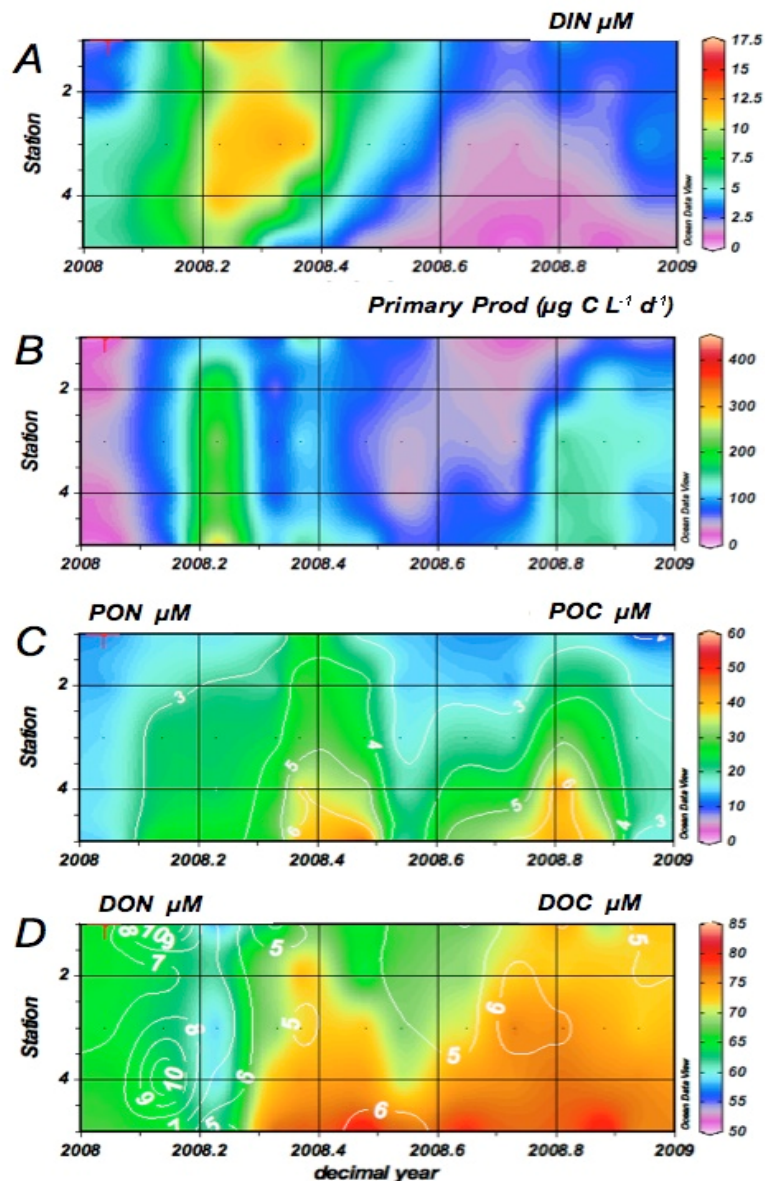 DIN µM
A
17.5
15
12.5
10
7.5
5
2.5
0
Station
2
4
Ocean Data View
2008 2008.2 2008.4 2008.6 2008.8 2009
Primary Prod (µg C L⁻¹ d⁻¹)
B
400
300
200
100
0
Station
2
4
Ocean Data View
2008 2008.2 2008.4 2008.6 2008.8 2009
PON µM POC µM
C
60
50
40
30
20
10
0
Station
2
4
3 5 6 4 3 5 6 4 3 4
Ocean Data View
2008 2008.2 2008.4 2008.6 2008.8 2009
DON µM DOC µM
D
85
80
75
70
65
60
55
50
Station
2
4
8 10 9 7 5 5
8 5 6
9 10 6 5
7 5 6
Ocean Data View
2008 2008.2 2008.4 2008.6 2008.8 2009
decimal year